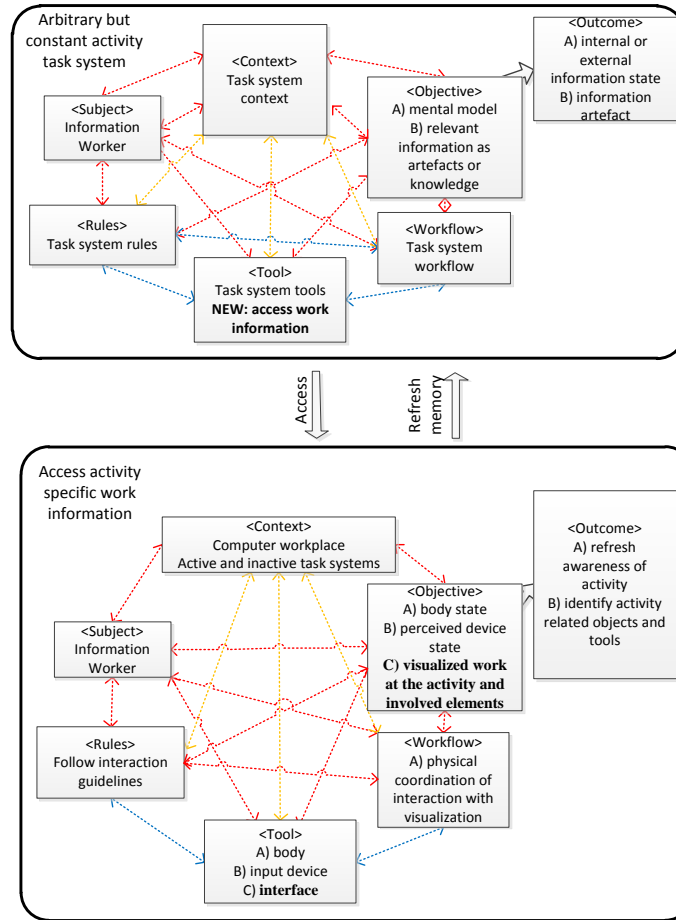 Arbitrary but
constant activity
task system
<Context>
Task system
context
<Outcome>
A) internal or
external
information state
B) information
artefact
<Subject>
Information
Worker
<Objective>
A) mental model
B) relevant
information as
artefacts or
knowledge
<Rules>
Task system rules
<Workflow>
Task system
workflow
<Tool>
Task system tools
NEW: access work
information
Access
Refresh
memory
Access activity
specific work
information
<Context>
Computer workplace
Active and inactive task systems
<Outcome>
A) refresh
awareness of
activity
B) identify activity
related objects and
tools
<Subject>
Information
Worker
<Objective>
A) body state
B) perceived device
state
C) visualized work
at the activity and
involved elements
<Rules>
Follow interaction
guidelines
<Workflow>
A) physical
coordination of
interaction with
visualization
<Tool>
A) body
B) input device
C) interface